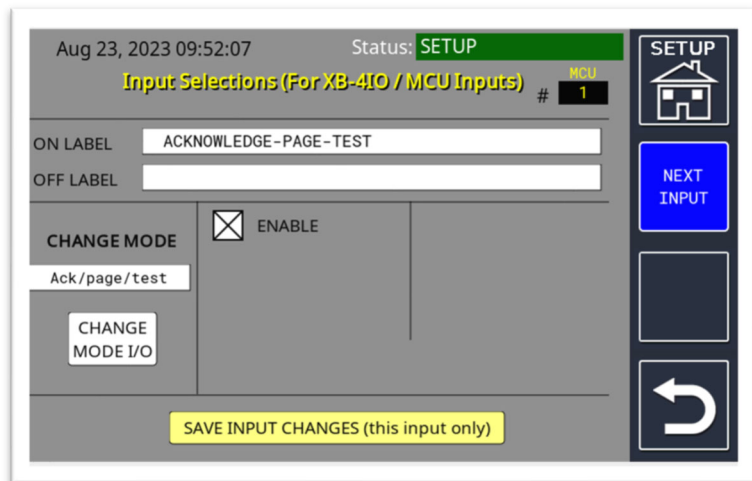 Aug 23, 2023 09:52:07 Status: SETUP
Input Selections (For XB-4IO / MCU Inputs) # MCU 1
ON LABEL ACKNOWLEDGE-PAGE-TEST
OFF LABEL
CHANGE MODE
ENABLE
Ack/page/test
CHANGE
MODE I/O
SAVE INPUT CHANGES (this input only)
SETUP
NEXT
INPUT